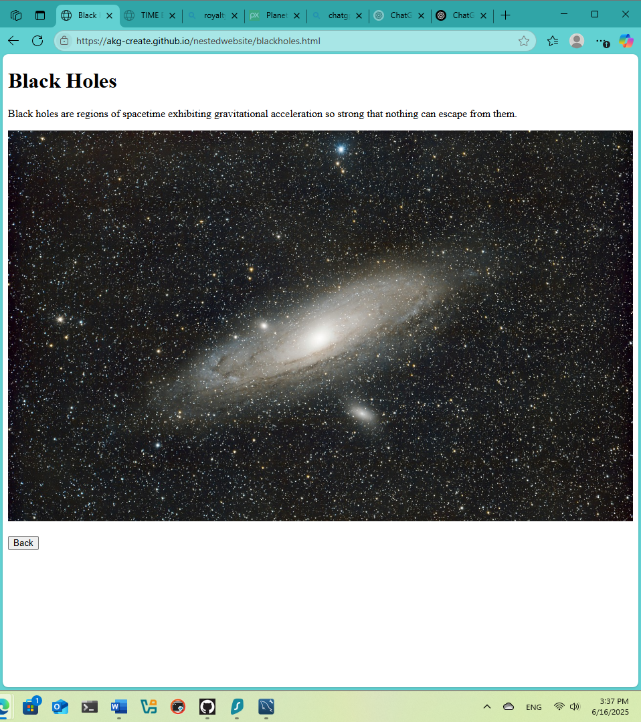 Black
TIME
royalt
px Planet
chatg
ChatG
ChatG
https://akg-create.github.io/nestedwebsite/blackholes.html
Black Holes
Black holes are regions of spacetime exhibiting gravitational acceleration so strong that nothing can escape from them.
Back
1
ENG
3:37 PM
6/16/2025